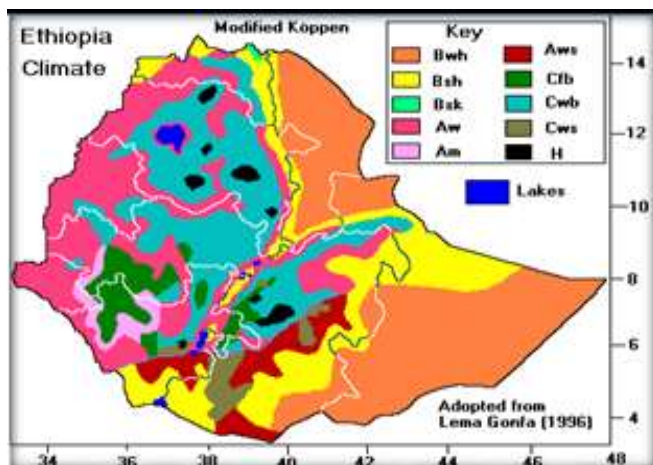 Ethiopia
Climate
Modified Köppen
Key
Bwh
Bsh
Bsk
Aw
Am
Aws
Cfb
Cwb
Cws
H
Lakes
14
12
10
8
6
4
Adopted from
Lema Gonfa (1996)
34 36 38 40 42 44 46 48